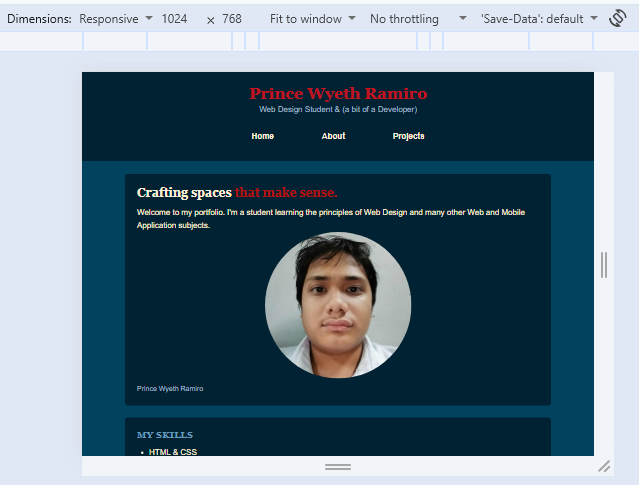 Dimensions: Responsive 1024 × 768 Fit to window No throttling 'Save-Data': default
Prince Wyeth Ramiro
Web Design Student & (a bit of a Developer)
Home About Projects
Crafting spaces that make sense.
Welcome to my portfolio. I'm a student learning the principles of Web Design and many other Web and Mobile
Application subjects.
Prince Wyeth Ramiro
MY SKILLS
• HTML & CSS